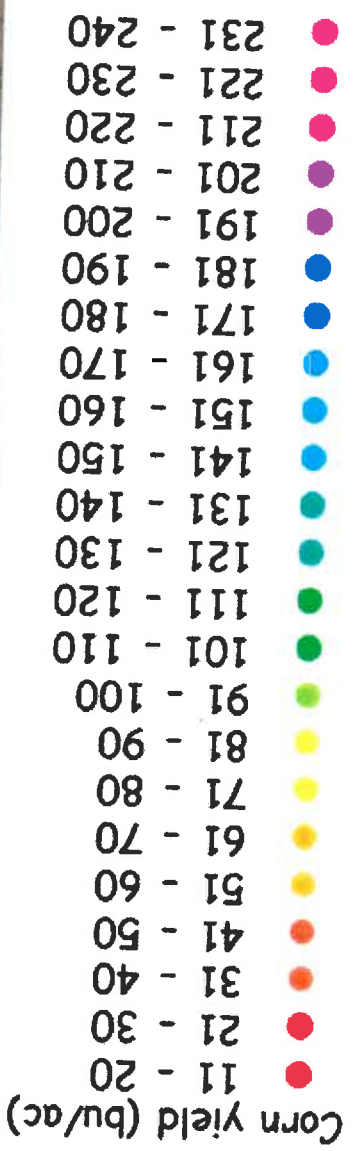 Corn yield (bu/ac)
11 - 20
21 - 30
31 - 40
41 - 50
51 - 60
61 - 70
71 - 80
81 - 90
91 - 100
101 - 110
111 - 120
121 - 130
131 - 140
141 - 150
151 - 160
161 - 170
171 - 180
181 - 190
191 - 200
201 - 210
211 - 220
221 - 230
231 - 240